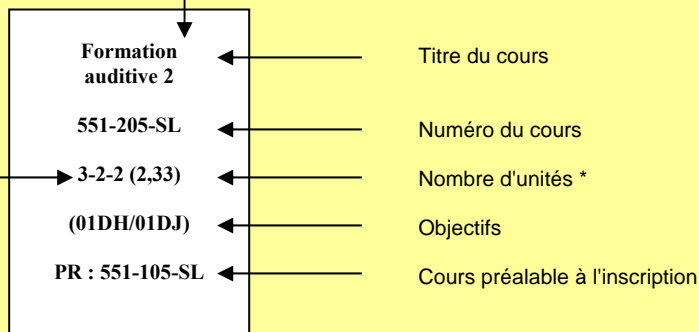 Formation
auditive 2
Titre du cours
551-205-SL
Numéro du cours
3-2-2 (2,33)
Nombre d'unités *
(01DH/01DJ)
Objectifs
PR : 551-105-SL
Cours préalable à l'inscription